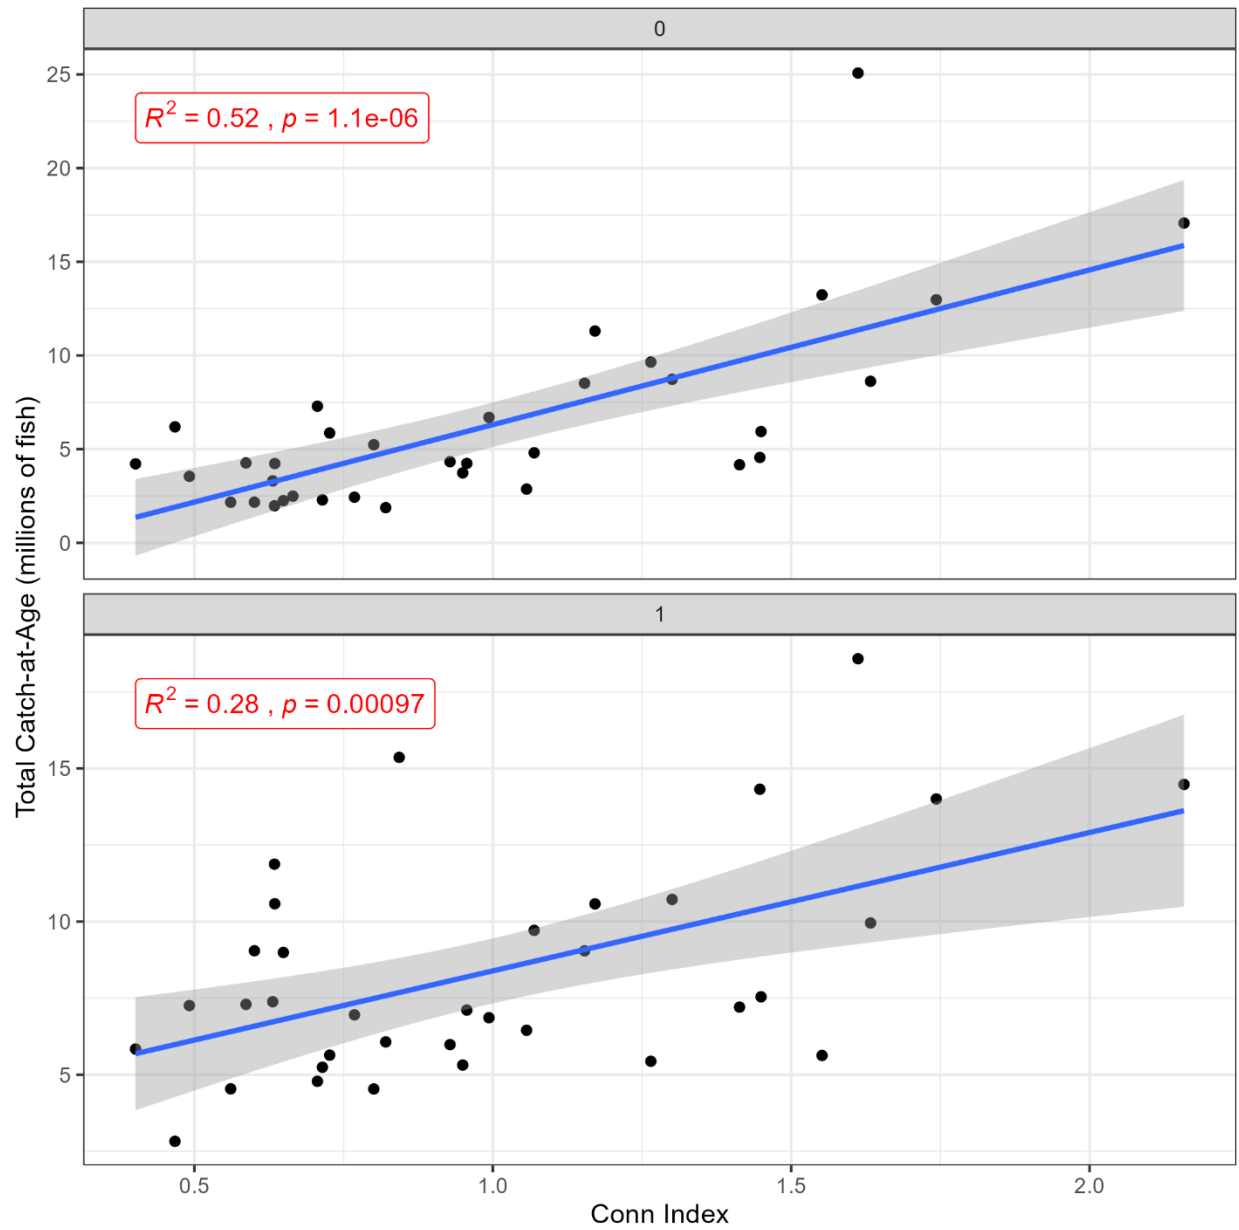 0
25
R² = 0.52 , p = 1.1e-06
20
15
10
5
0
Total Catch-at-Age (millions of fish)
1
R² = 0.28 , p = 0.00097
15
10
5
0.5 1.0 1.5 2.0
Conn Index